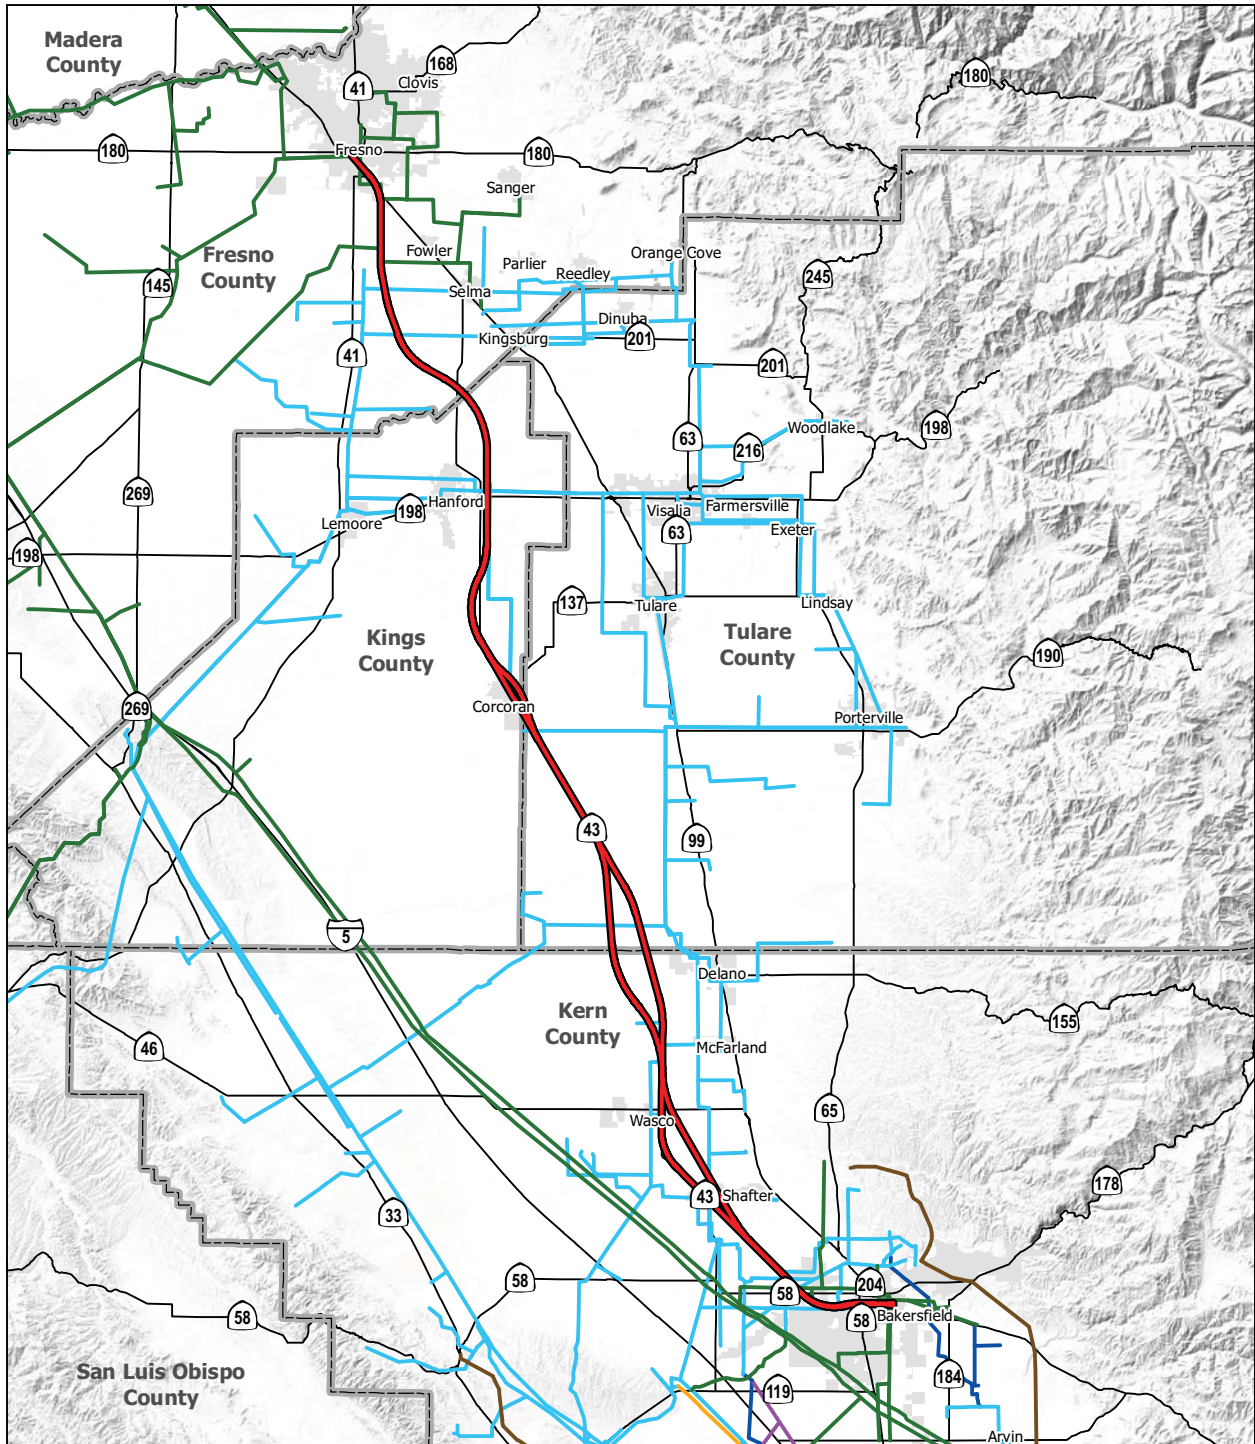 Madera
County
168
41
Clovis
180
180
Fresno
180
Sanger
Fresno
County
Fowler
Orange Cove
Parlier
Reedley
245
145
Selma
Dinuba
Kingsburg
201
41
201
Woodlake
198
63
216
269
Hanford
198
Lemoore
Visalia
Farmersville
63
Exeter
198
137
Tulare
Lindsay
Kings
County
Tulare
County
190
269
Corcoran
Porterville
43
99
5
Delano
Kern
County
155
46
McFarland
65
Wasco
178
43
Shafter
33
58
204
58
58
58
Bakersfield
San Luis Obispo
County
184
119
Arvin